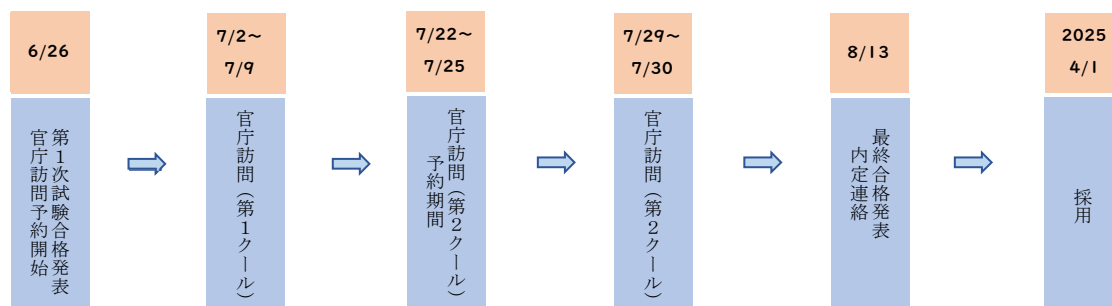 6/26
第1次試験合格発表
官庁訪問予約開始
7/2～
7/9
官庁訪問（第1クール）
7/22～
7/25
官庁訪問（第2クール）
予約期間
7/29～
7/30
官庁訪問（第2クール）
8/13
最終合格発表
内定連絡
2025
4/1
採用